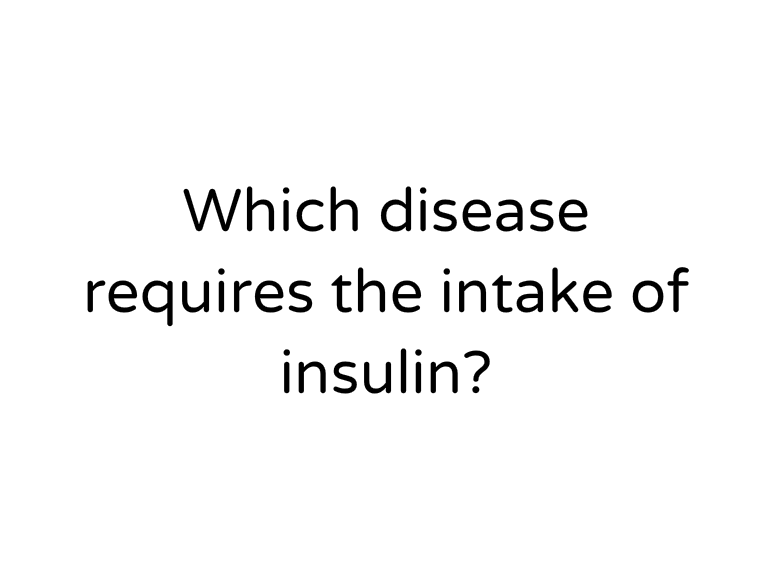 Which disease
requires the intake of
insulin?